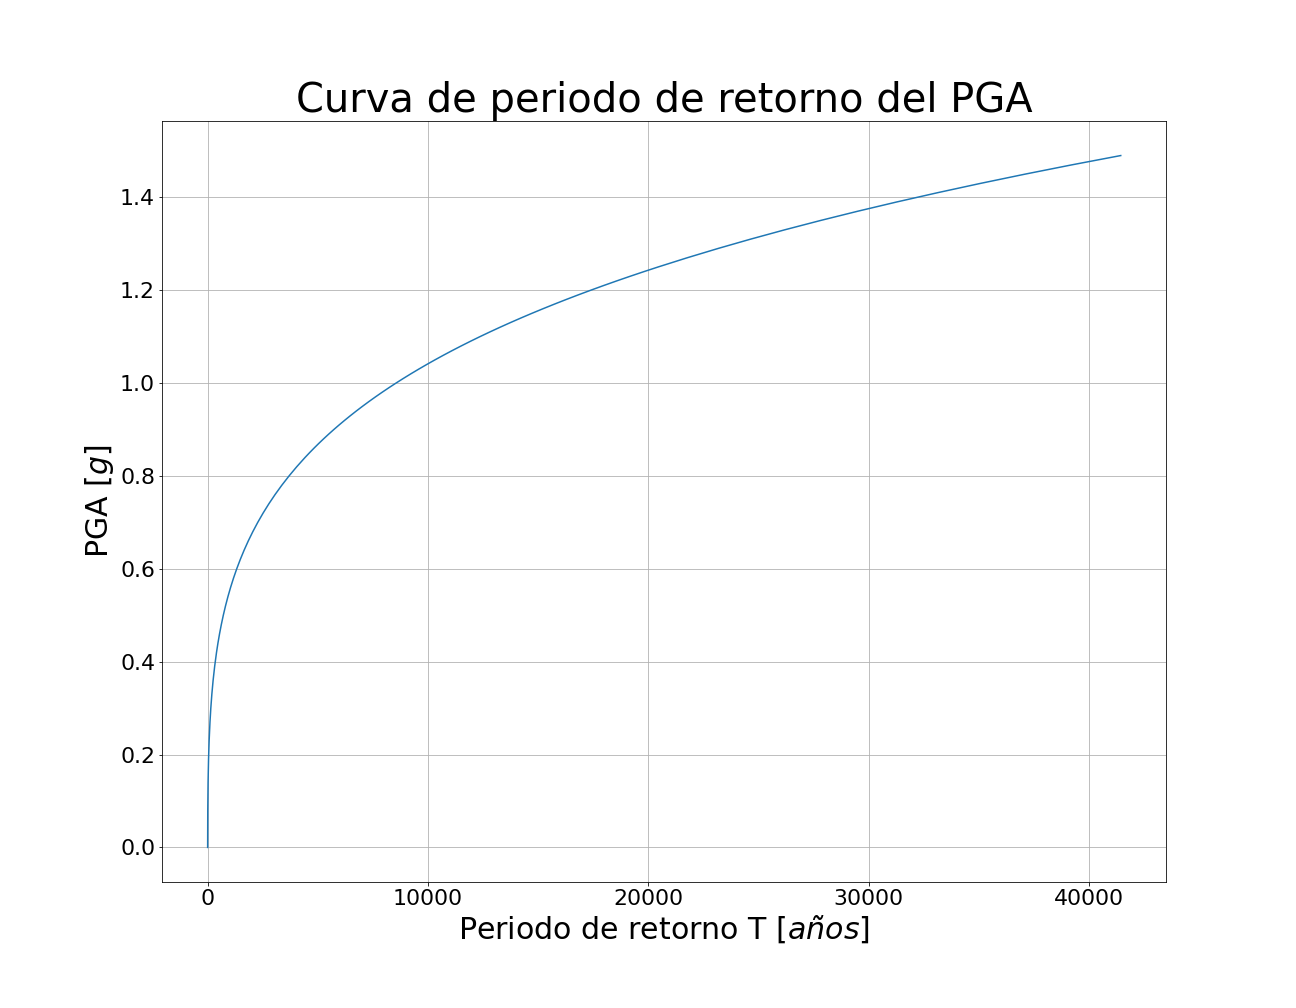 Curva de periodo de retorno del PGA
PGA [g]
1.4
1.2
1.0
0.8
0.6
0.4
0.2
0.0
0 10000 20000 30000 40000
Periodo de retorno T [años]